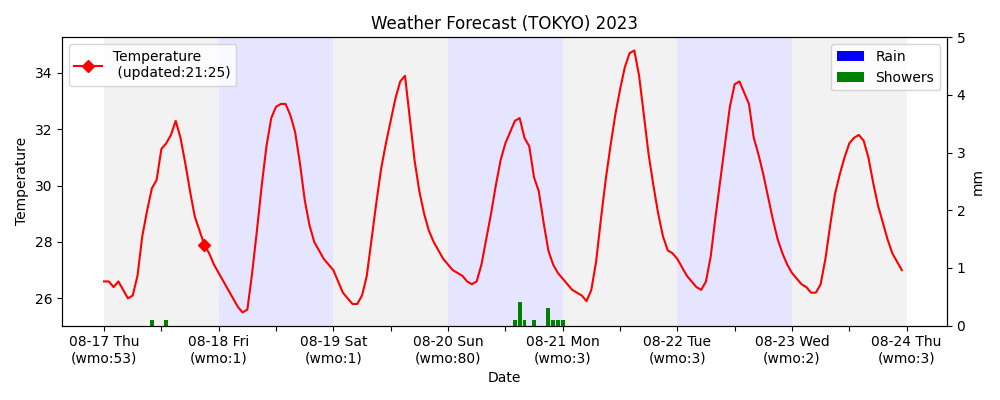 Weather Forecast (TOKYO) 2023
Temperature
(updated:21:25)
Rain
Showers
34
32
30
28
26
Temperature
5
4
3
2
1
0
mm
08-17 Thu
(wmo:53)
08-18 Fri
(wmo:1)
08-19 Sat
(wmo:1)
08-20 Sun
(wmo:80)
08-21 Mon
(wmo:3)
08-22 Tue
(wmo:3)
08-23 Wed
(wmo:2)
08-24 Thu
(wmo:3)
Date